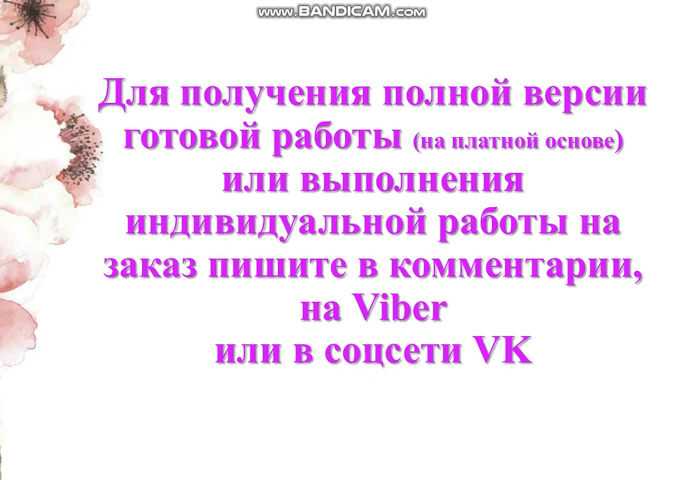 www.BANDICAM.com
Для получения полной версии
готовой работы (на платной основе)
или выполнения
индивидуальной работы на
заказ пишите в комментарии,
на Viber
или в соцсети VK